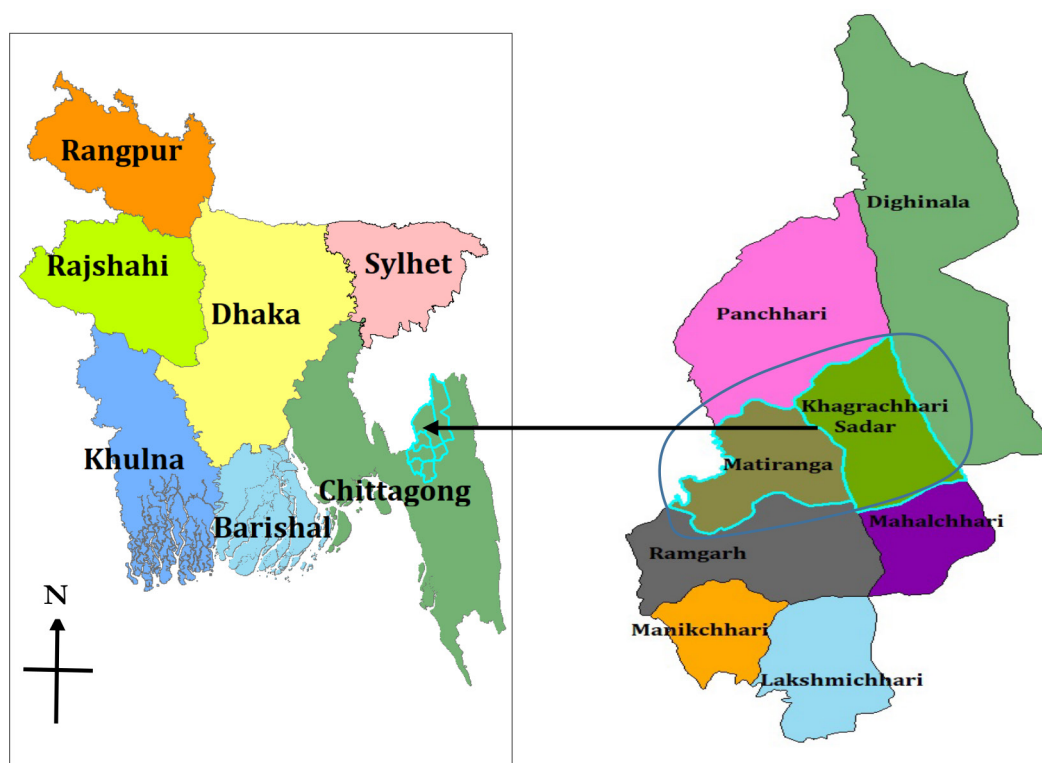 Rangpur
Rajshahi
Sylhet
Dhaka
Khulna
Chittagong
Barishal
N
Dighinala
Panchhari
Khagrachhari
Sadar
Matiranga
Mahalchhari
Ramgarh
Manikchhari
Lakshmichhari